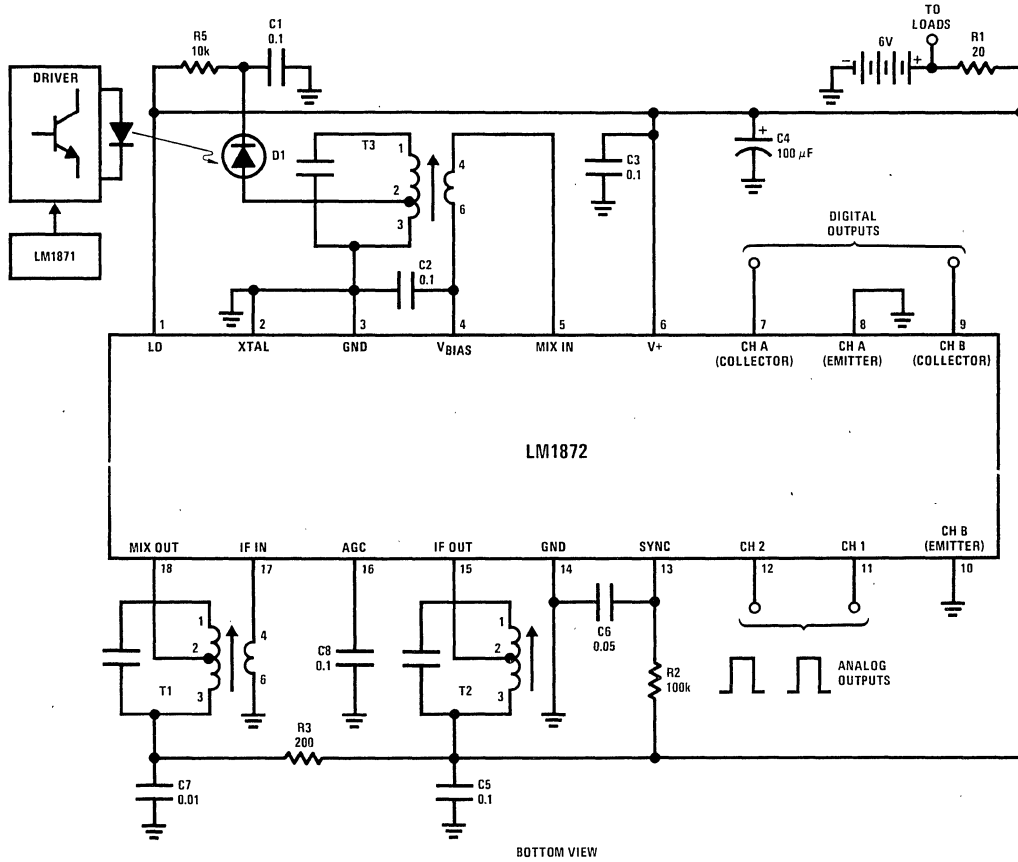 TO
LOADS
C1
0.1
R5
10k
6V
R1
20
- +
DRIVER
D1
T3
1
2
3
4
6
C3
0.1
+
C4
100 µF
LM1871
C2
0.1
DIGITAL
OUTPUTS
1 2 3 4 5 6 7 8 9
LO
XTAL
GND
VBIAS
MIX IN
V+
CH A
(COLLECTOR)
CH A
(EMITTER)
CH B
(COLLECTOR)
LM1872
MIX OUT
IF IN
AGC
IF OUT
GND
SYNC
CH 2
CH 1
CH B
(EMITTER)
18 17 16 15 14 13 12 11 10
1
2
3
4
6
T1
C8
0.1
1
2
3
T2
C6
0.05
R2
100k
ANALOG
OUTPUTS
R3
200
C7
0.01
C5
0.1
BOTTOM VIEW